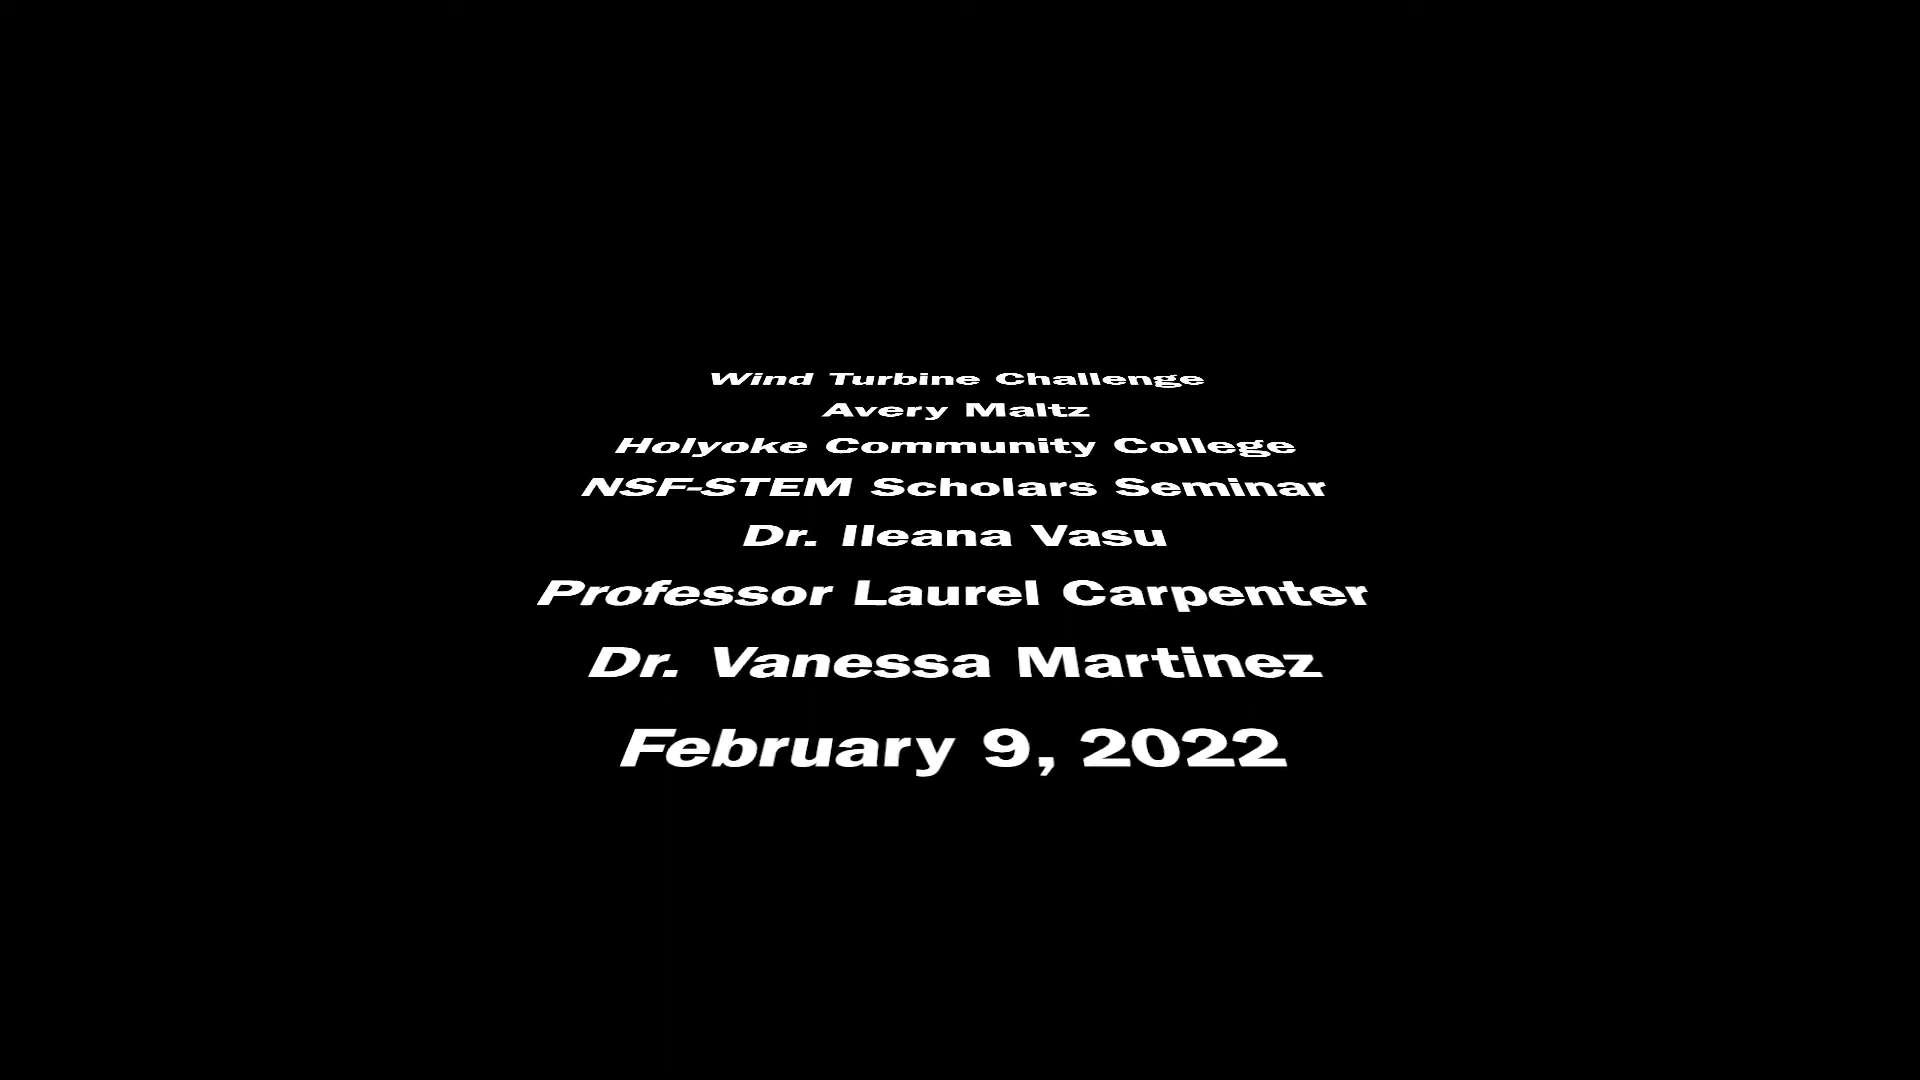 Wind Turbine Challenge
Avery Maltz
Holyoke Community College
NSF-STEM Scholars Seminar
Dr. Ileana Vasu
Professor Laurel Carpenter
Dr. Vanessa Martinez
February 9, 2022